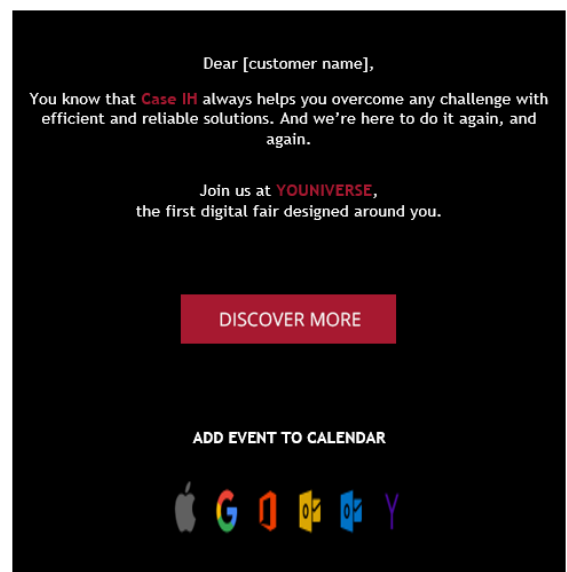 Dear [customer name],
You know that Case IH always helps you overcome any challenge with
efficient and reliable solutions. And we’re here to do it again, and
again.
Join us at YOUNIVERSE,
the first digital fair designed around you.
DISCOVER MORE
ADD EVENT TO CALENDAR